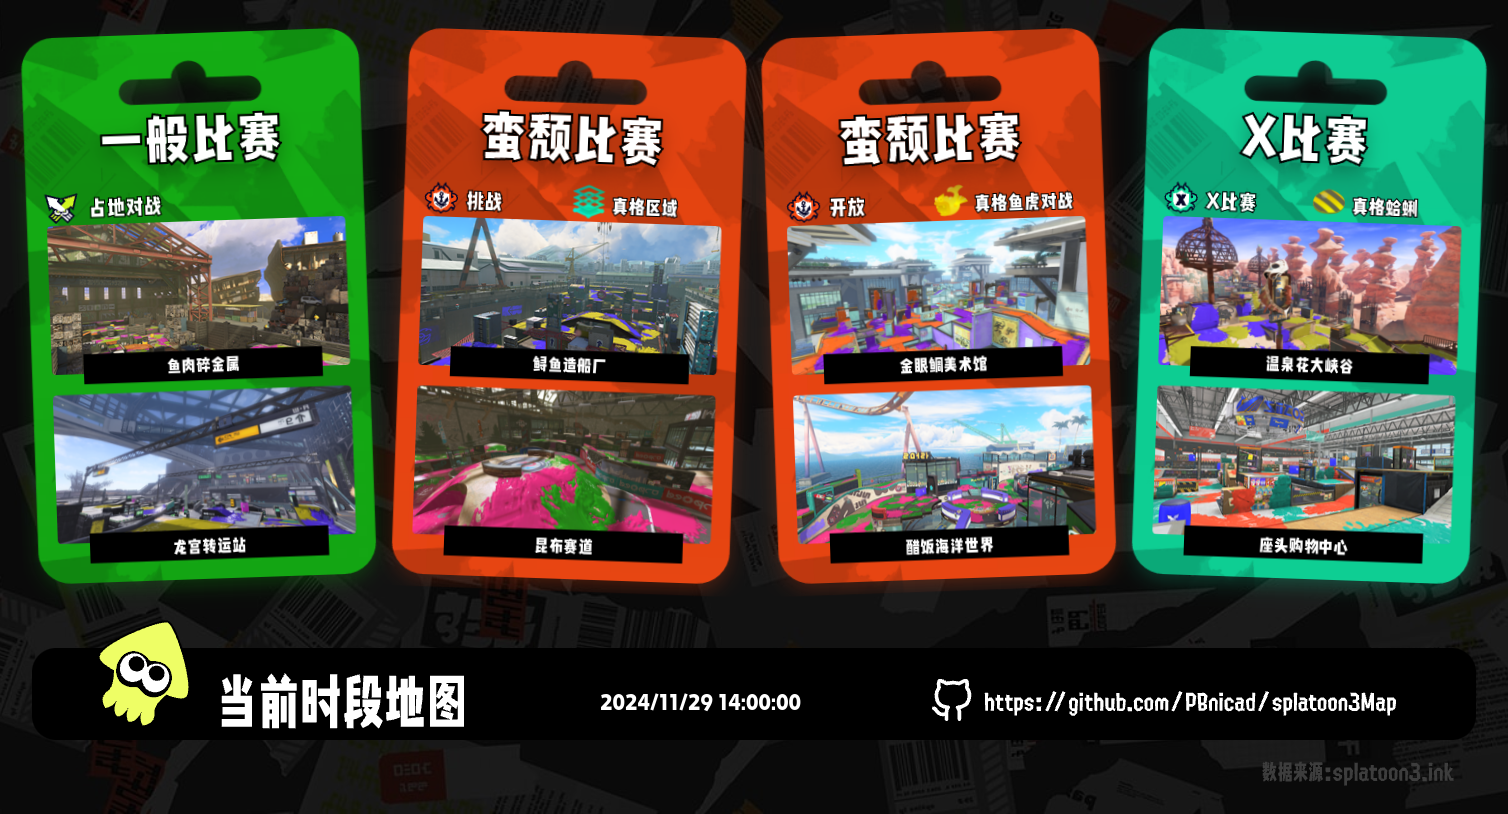 一般比赛
占地对战
鱼肉碎金属
龙宫转运站
蛮颓比赛
挑战
真格区域
鲟鱼造船厂
昆布赛道
蛮颓比赛
开放
真格鱼虎对战
金眼鲷美术馆
醋饭海洋世界
X比赛
X比赛
真格蛤蜊
温泉花大峡谷
座头购物中心
当前时段地图
2024/11/29 14:00:00
https://github.com/PBnicad/splatoon3Map
数据来源:splatoon3.ink